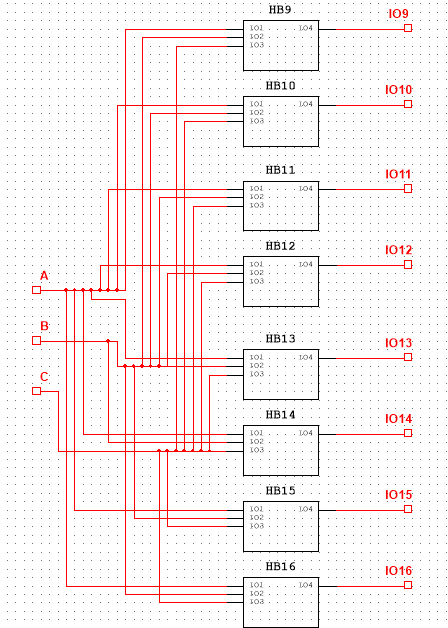 HB9
IO9
IO1
IO2
IO3
IO4
HB10
IO10
IO1
IO2
IO3
IO4
HB11
IO11
IO1
IO2
IO3
IO4
HB12
IO12
IO1
IO2
IO3
IO4
A
B
HB13
IO13
IO1
IO2
IO3
IO4
C
HB14
IO14
IO1
IO2
IO3
IO4
HB15
IO15
IO1
IO2
IO3
IO4
HB16
IO16
IO1
IO2
IO3
IO4